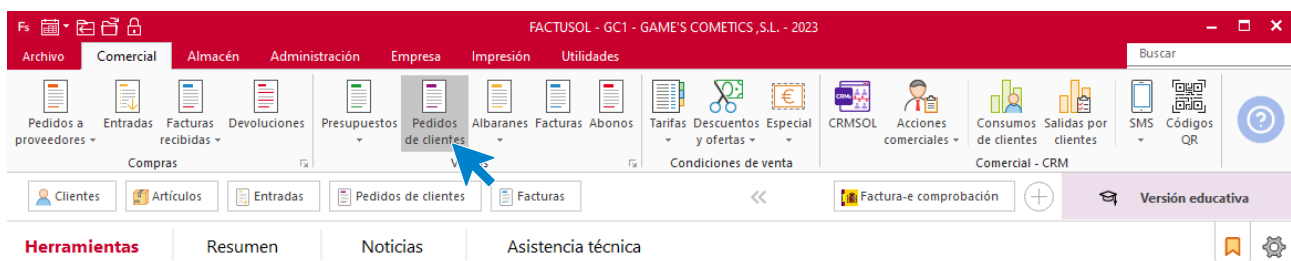 Fs FACTUSOL - GC1 - GAME'S COMETICS ,S.L. - 2023
Archivo Comercial Almacén Administración Empresa Impresión Utilidades Buscar
Pedidos a proveedores
Entradas
Facturas recibidas
Devoluciones
Presupuestos
Pedidos de clientes
Albaranes
Facturas
Abonos
Tarifas
Descuentos y ofertas
Especial
CRMSOL
Acciones comerciales
Consumos de clientes
Salidas por clientes
SMS
Códigos QR
Compras
Condiciones de venta
Comercial - CRM
Clientes Artículos Entradas Pedidos de clientes Facturas Factura-e comprobación Versión educativa
Herramientas Resumen Noticias Asistencia técnica